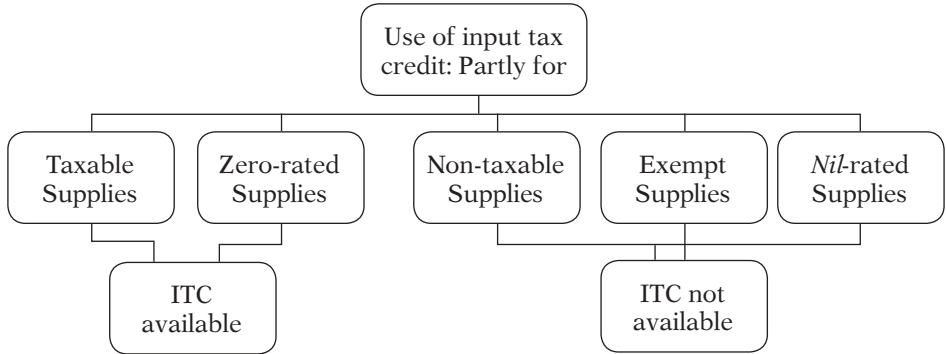 Use of input tax
credit: Partly for
Taxable
Supplies
Zero-rated
Supplies
Non-taxable
Supplies
Exempt
Supplies
Nil-rated
Supplies
ITC
available
ITC not
available